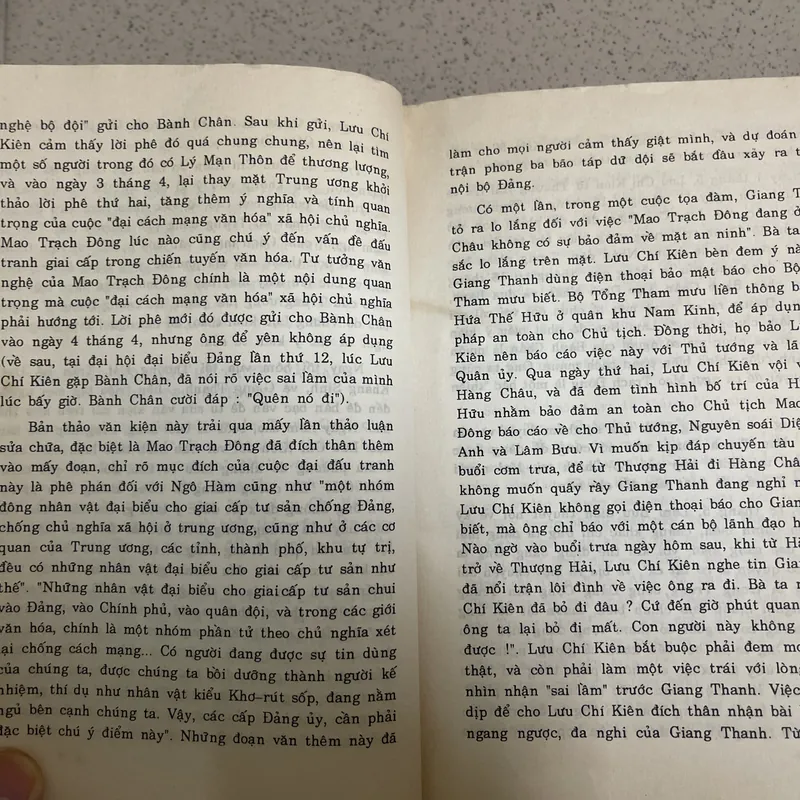 nghệ bộ đội" gửi cho Bành Chân. Sau khi gửi, Lưu Chí
Kiên cảm thấy lời phê đó quá chung chung, nên lại tìm
một số người trong đó có Lý Mạn Thôn để thương lượng,
và vào ngày 3 tháng 4, lại thay mặt Trung ương khởi
thảo lời phê thứ hai, tăng thêm ý nghĩa và tính quan
trọng của cuộc "đại cách mạng văn hóa" xã hội chủ nghĩa.
Mao Trạch Đông lúc nào cũng chú ý đến vấn đề đấu
tranh giai cấp trong chiến tuyến văn hóa. Tư tưởng văn
nghệ của Mao Trạch Đông chính là một nội dung quan
trọng mà cuộc "đại cách mạng văn hóa" xã hội chủ nghĩa
phải hướng tới. Lời phê mới đó được gửi cho Bành Chân
vào ngày 4 tháng 4, nhưng ông để yên không áp dụng
(về sau, tại đại hội đại biểu Đảng lần thứ 12, lúc Lưu
Chí Kiên gặp Bành Chân, đã nói rõ việc sai lầm của mình
lúc bấy giờ. Bành Chân cười đáp : "Quên nó đi").
Bản thảo văn kiện này trải qua mấy lần thảo luận
sửa chữa, đặc biệt là Mao Trạch Đông đã đích thân thêm
vào mấy đoạn, chỉ rõ mục đích của cuộc đại đấu tranh
này là phê phán đối với Ngô Hàm cũng như "một nhóm
đông nhân vật đại biểu cho giai cấp tư sản chống Đảng,
chống chủ nghĩa xã hội ở trung ương, cũng như ở các cơ
quan của Trung ương, các tỉnh, thành phố, khu tự trị,
đều có những nhân vật đại biểu cho giai cấp tư sản như
thế". "Những nhân vật đại biểu cho giai cấp tư sản chui
vào Đảng, vào Chính phủ, vào quân đội, và trong các giới
văn hóa, chính là một nhóm phần tử theo chủ nghĩa xét
lại chống cách mạng... Có người đang được sự tin dùng
của chúng ta, được chúng ta bồi dưỡng thành người kế
nhiệm, thí dụ như nhân vật kiểu Khơ-rút sốp, đang nằm
ngủ bên cạnh chúng ta. Vậy, các cấp Đảng ủy, cần phải
đặc biệt chú ý điểm này". Những đoạn văn thêm này đã
làm cho mọi người cảm thấy giật mình, và dự đoán
trận phong ba bão táp dữ dội sẽ bắt đầu xảy ra t
nội bộ Đảng.
Có một lần, trong một cuộc tọa đàm, Giang T
tỏ ra lo lắng đối với việc "Mao Trạch Đông đang ở
Châu không có sự bảo đảm về mặt an ninh". Bà ta
sắc lo lắng trên mặt. Lưu Chí Kiên bèn đem ý nà
Giang Thanh dùng điện thoại bảo mật báo cho Bộ
Tham mưu biết. Bộ Tổng Tham mưu liền thông bá
Hứa Thế Hữu ở quân khu Nam Kinh, để áp dụn
pháp an toàn cho Chủ tịch. Đồng thời, họ bảo L
Kiên nên báo cáo việc này với Thủ tướng và lã
Quân ủy. Qua ngày thứ hai, Lưu Chí Kiên vội v
Hàng Châu, và đã đem tình hình bố trí của H
Hữu nhằm bảo đảm an toàn cho Chủ tịch Mao
Đông báo cáo về cho Thủ tướng, Nguyên soái Diệ
Anh và Lâm Bưu. Vì muốn kịp đáp chuyến tàu
buổi cơm trưa, để từ Thượng Hải đi Hàng Châ
không muốn quấy rầy Giang Thanh đang nghỉ n
Lưu Chí Kiên không gọi điện thoại báo cho Giang
biết, mà ông chỉ báo với một cán bộ lãnh đạo h
Nào ngờ vào buổi trưa ngày hôm sau, khi từ Hà
trở về Thượng Hải, Lưu Chí Kiên nghe tin Gia
đã nổi trận lôi đình về việc ông ra đi. Bà ta n
Chí Kiên đã bỏ đi đâu ? Cứ đến giờ phút quan
ông ta lại bỏ đi mất. Con người này không
được !". Lưu Chí Kiên bắt buộc phải đem mo
thật, và còn phải làm một việc trái với lòn
nhìn nhận "sai lầm" trước Giang Thanh. Việc
dịp để cho Lưu Chí Kiên đích thân nhận bài
ngang ngược, đa nghi của Giang Thanh. Từ